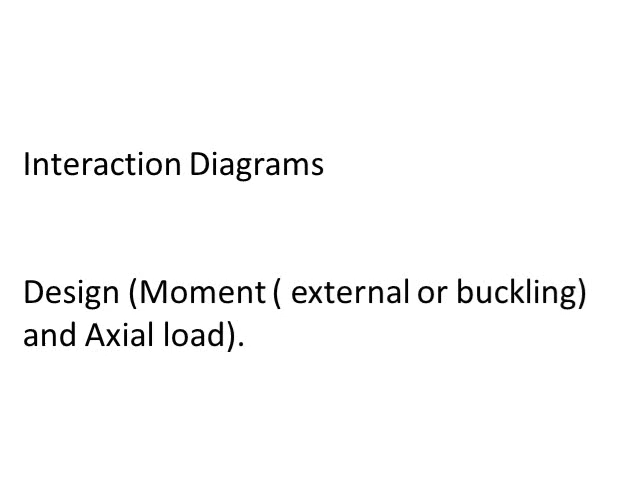 Interaction Diagrams
Design (Moment ( external or buckling)
and Axial load).